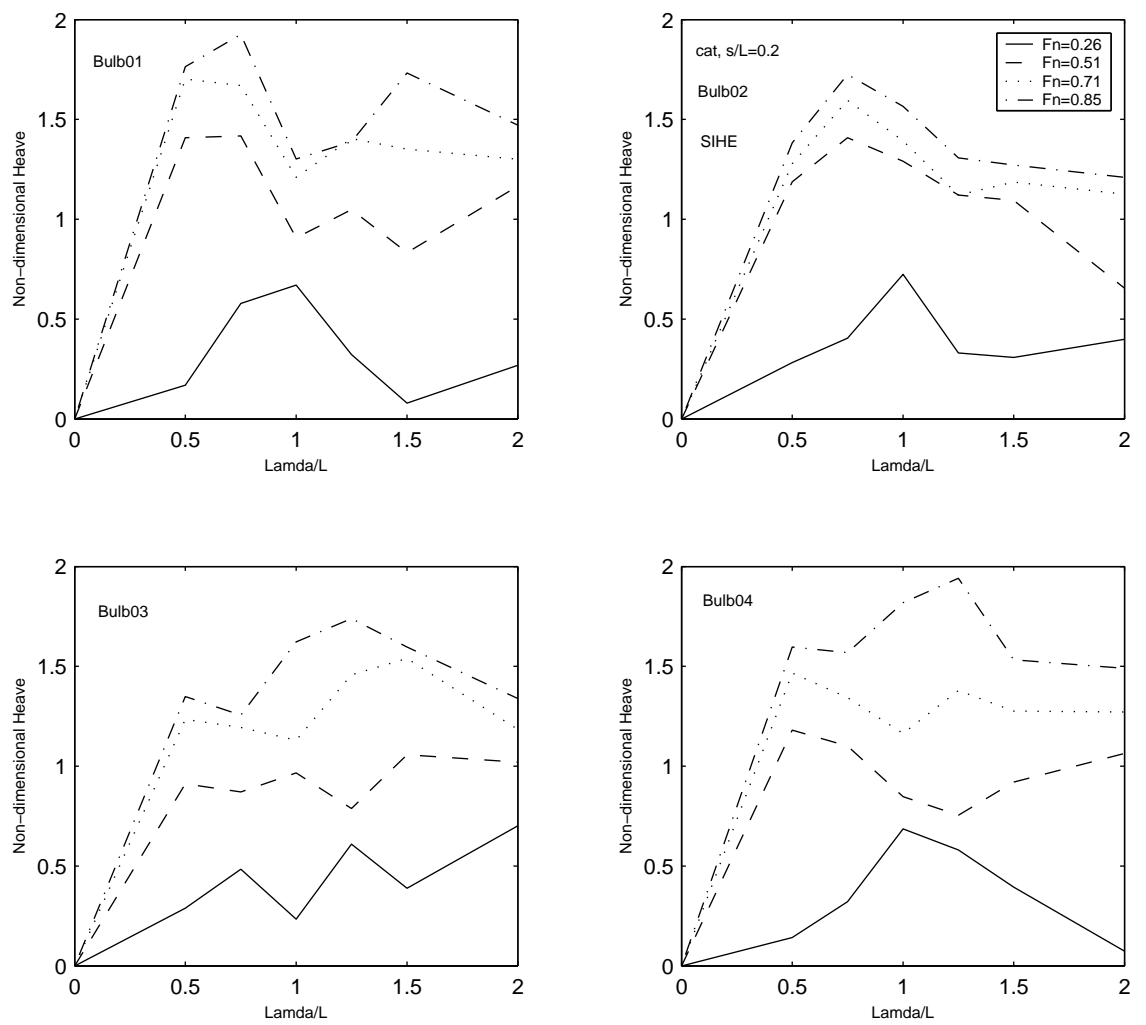 2
1.5
1
0.5
0
0
0.5
1
1.5
2
Non−dimensional Heave
Lamda/L
Bulb01
2
1.5
1
0.5
0
0
0.5
1
1.5
2
Non−dimensional Heave
Lamda/L
cat, s/L=0.2
Bulb02
SIHE
Fn=0.26
Fn=0.51
Fn=0.71
Fn=0.85
2
1.5
1
0.5
0
0
0.5
1
1.5
2
Non−dimensional Heave
Lamda/L
Bulb03
2
1.5
1
0.5
0
0
0.5
1
1.5
2
Non−dimensional Heave
Lamda/L
Bulb04